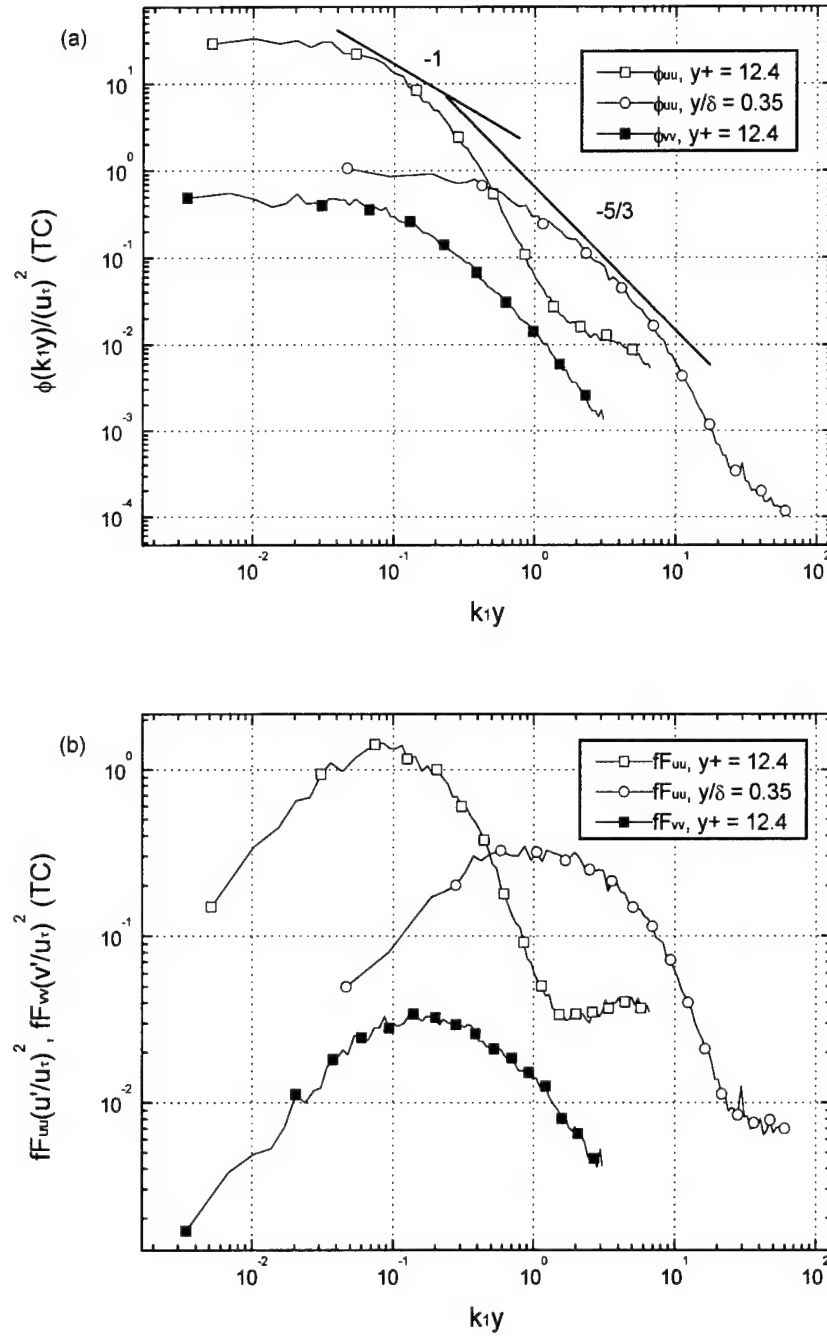 (a)
-1
-5/3
ϕuu, y+ = 12.4
ϕuu, y/δ = 0.35
ϕvv, y+ = 12.4
10¹
10⁰
10⁻¹
10⁻²
10⁻³
10⁻⁴
ϕ(k₁y)/(uτ)² (TC)
10⁻² 10⁻¹ 10⁰ 10¹ 10²
k₁y
(b)
fFuu, y+ = 12.4
fFuu, y/δ = 0.35
fFvv, y+ = 12.4
10⁰
10⁻¹
10⁻²
fFuu(u'/uτ)², fFvv(v'/uτ)² (TC)
10⁻² 10⁻¹ 10⁰ 10¹ 10²
k₁y